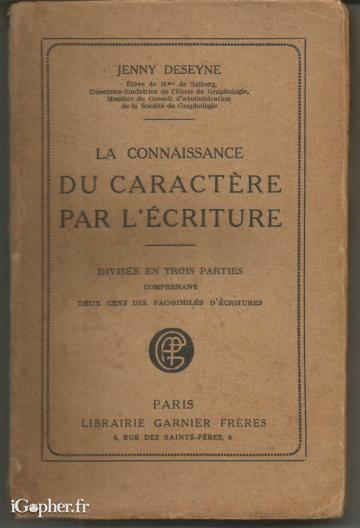 JENNY DESEYNE
Élève de Mme de Salberg,
Directrice-fondatrice de l'École de Graphologie,
Membre du Conseil d'administration
de la Société de Graphologie
LA CONNAISSANCE
DU CARACTÈRE
PAR L'ÉCRITURE
DIVISÉE EN TROIS PARTIES
COMPRENANT
DEUX CENT DIX FAC-SIMILÉS D'ÉCRITURES
PARIS
LIBRAIRIE GARNIER FRÈRES
6, RUE DES SAINTS-PÈRES, 6
iGopher.fr